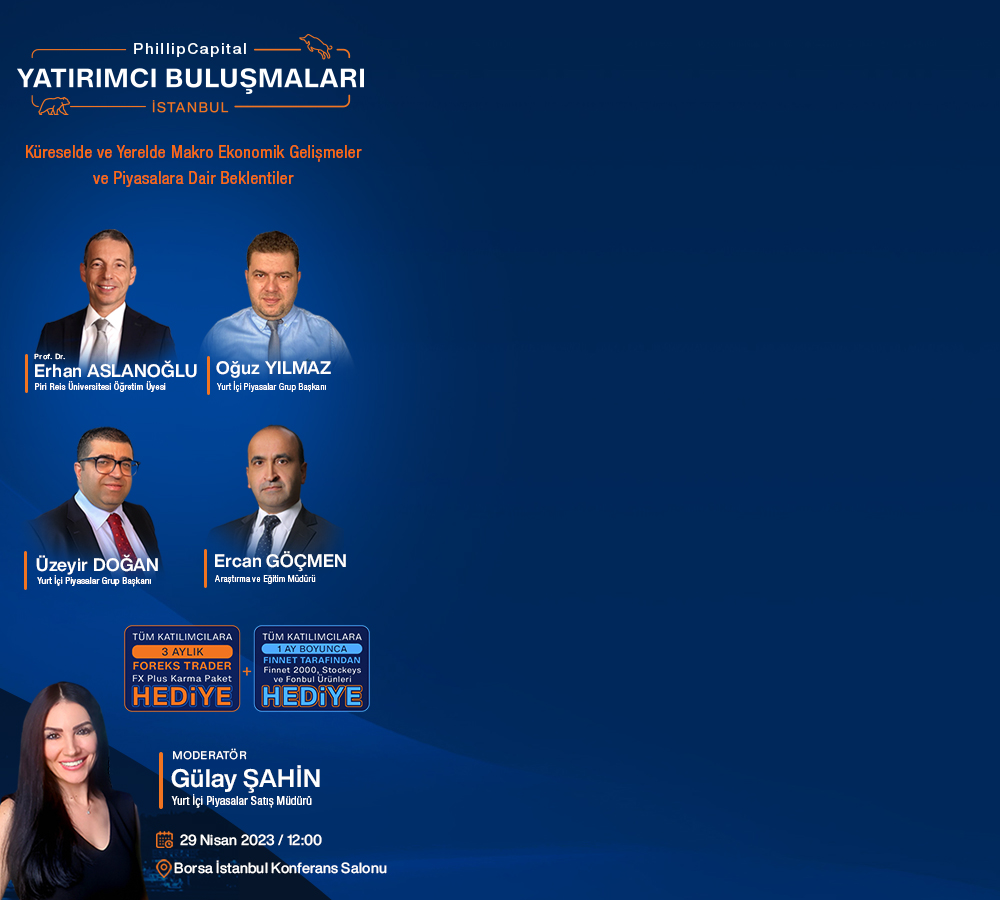 PhillipCapital
YATIRIMCI BULUŞMALARI
İSTANBUL
Küreselde ve Yerelde Makro Ekonomik Gelişmeler
ve Piyasalara Dair Beklentiler
Prof. Dr.
Erhan ASLANOĞLU
Piri Reis Üniversitesi Öğretim Üyesi
Oğuz YILMAZ
Yurt İçi Piyasalar Grup Başkanı
Üzeyir DOĞAN
Yurt İçi Piyasalar Grup Başkanı
Ercan GÖÇMEN
Araştırma ve Eğitim Müdürü
TÜM KATILIMCILARA
3 AYLIK
FOREKS TRADER
FX Plus Karma Paket
HEDİYE
+
TÜM KATILIMCILARA
1 AY BOYUNCA
FINNET TARAFINDAN
Finnet 2000, Stockeys
ve Fonbul Ürünleri
HEDİYE
MODERATÖR
Gülay ŞAHİN
Yurt İçi Piyasalar Satış Müdürü
29 Nisan 2023 / 12:00
Borsa İstanbul Konferans Salonu